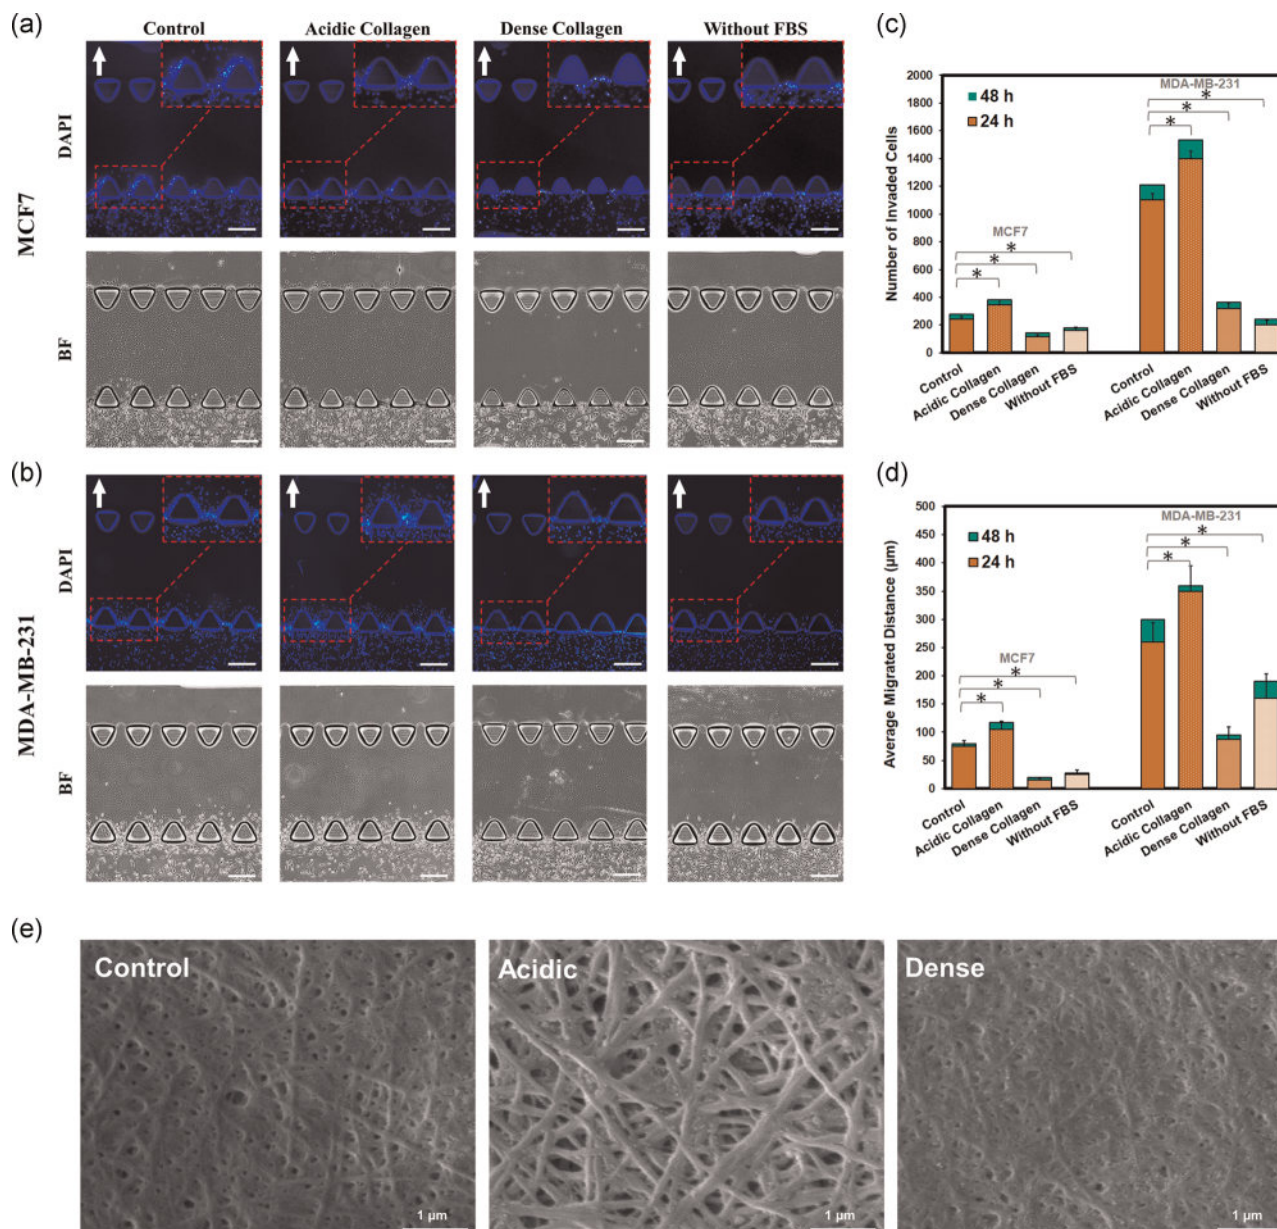 (a)
Control
Acidic Collagen
Dense Collagen
Without FBS
MCF7
DAPI
BF
(b)
MDA-MB-231
DAPI
BF
(c)
2000
1800
1600
1400
1200
1000
800
600
400
200
0
Number of Invaded Cells
48 h
24 h
MCF7
MDA-MB-231
*
*
*
*
*
*
Control
Acidic Collagen
Dense Collagen
Without FBS
Control
Acidic Collagen
Dense Collagen
Without FBS
(d)
500
450
400
350
300
250
200
150
100
50
0
Average Migrated Distance (µm)
48 h
24 h
MCF7
MDA-MB-231
*
*
*
*
*
*
Control
Acidic Collagen
Dense Collagen
Without FBS
Control
Acidic Collagen
Dense Collagen
Without FBS
(e)
Control
1 µm
Acidic
1 µm
Dense
1 µm